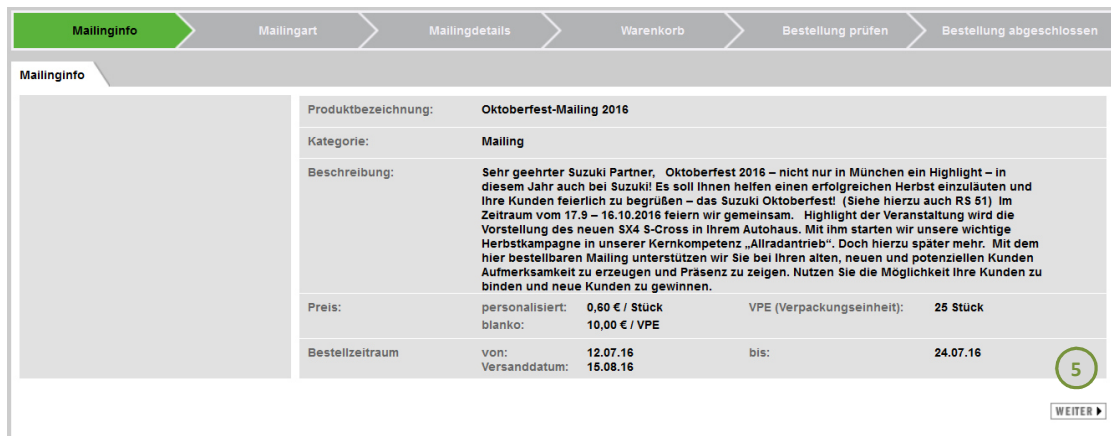 Mailinginfo
Mailingart
Mailingdetails
Warenkorb
Bestellung prüfen
Bestellung abgeschlossen
Mailinginfo
Produktbezeichnung: Oktoberfest-Mailing 2016
Kategorie: Mailing
Beschreibung: Sehr geehrter Suzuki Partner, Oktoberfest 2016 – nicht nur in München ein Highlight – in
diesem Jahr auch bei Suzuki! Es soll Ihnen helfen einen erfolgreichen Herbst einzuläuten und
Ihre Kunden feierlich zu begrüßen – das Suzuki Oktoberfest! (Siehe hierzu auch RS 51) Im
Zeitraum vom 17.9 – 16.10.2016 feiern wir gemeinsam. Highlight der Veranstaltung wird die
Vorstellung des neuen SX4 S-Cross in Ihrem Autohaus. Mit ihm starten wir unsere wichtige
Herbstkampagne in unserer Kernkompetenz „Allradantrieb“. Doch hierzu später mehr. Mit dem
hier bestellbaren Mailing unterstützen wir Sie bei Ihren alten, neuen und potenziellen Kunden
Aufmerksamkeit zu erzeugen und Präsenz zu zeigen. Nutzen Sie die Möglichkeit Ihre Kunden zu
binden und neue Kunden zu gewinnen.
Preis: personalisiert: 0,60 € / Stück VPE (Verpackungseinheit): 25 Stück
blanko: 10,00 € / VPE
Bestellzeitraum von: 12.07.16 bis: 24.07.16
Versanddatum: 15.08.16
5
WEITER